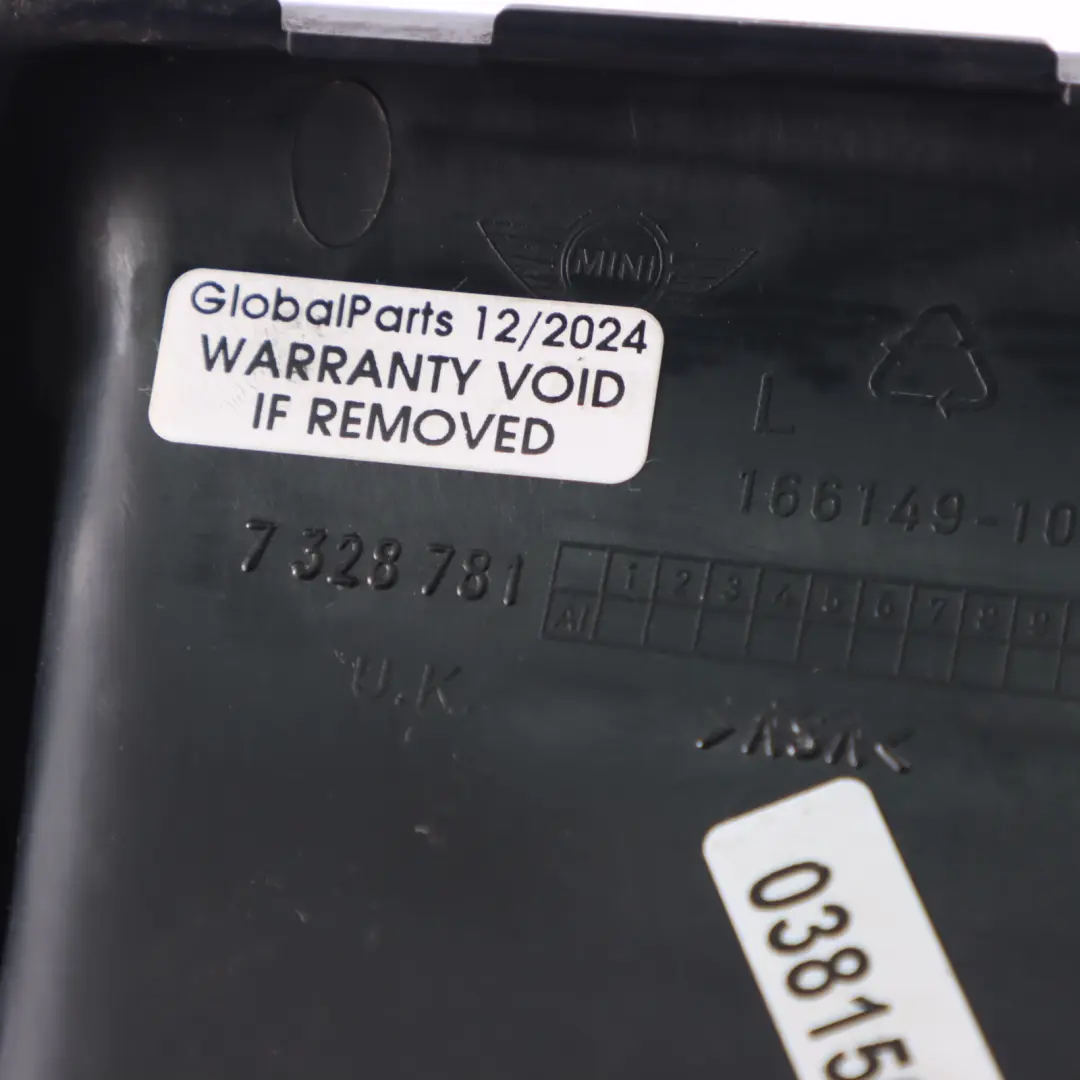 MINI
GlobalParts 12/2024
WARRANTY VOID
IF REMOVED
L
166149-10
7 328 781
1 2 3 4 5 6 7 8 9
A/
U.K.
>ASA<
03815